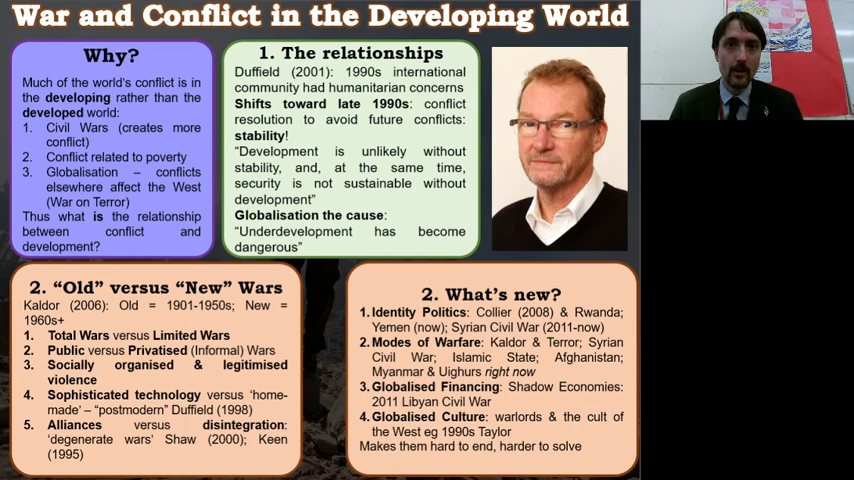 War and Conflict in the Developing World
Why?
Much of the world's conflict is in
the developing rather than the
developed world:
1. Civil Wars (creates more
conflict)
2. Conflict related to poverty
3. Globalisation – conflicts
elsewhere affect the West
(War on Terror)
Thus what is the relationship
between conflict and
development?
1. The relationships
Duffield (2001): 1990s international
community had humanitarian concerns
Shifts toward late 1990s: conflict
resolution to avoid future conflicts:
stability!
"Development is unlikely without
stability, and, at the same time,
security is not sustainable without
development"
Globalisation the cause:
"Underdevelopment has become
dangerous"
2. "Old" versus "New" Wars
Kaldor (2006): Old = 1901-1950s; New =
1960s+
1. Total Wars versus Limited Wars
2. Public versus Privatised (Informal) Wars
3. Socially organised & legitimised
violence
4. Sophisticated technology versus 'home-
made' – "postmodern" Duffield (1998)
5. Alliances versus disintegration:
'degenerate wars' Shaw (2000); Keen
(1995)
2. What's new?
1. Identity Politics: Collier (2008) & Rwanda;
Yemen (now); Syrian Civil War (2011-now)
2. Modes of Warfare: Kaldor & Terror; Syrian
Civil War; Islamic State; Afghanistan;
Myanmar & Uighurs right now
3. Globalised Financing: Shadow Economies:
2011 Libyan Civil War
4. Globalised Culture: warlords & the cult of
the West eg 1990s Taylor
Makes them hard to end, harder to solve